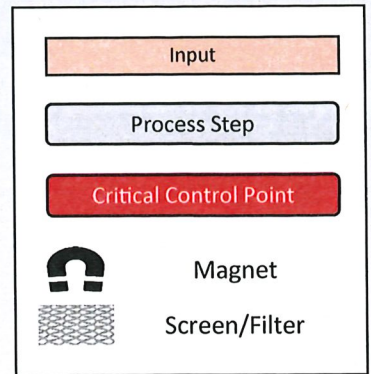 Input
Process Step
Critical Control Point
Magnet
Screen/Filter